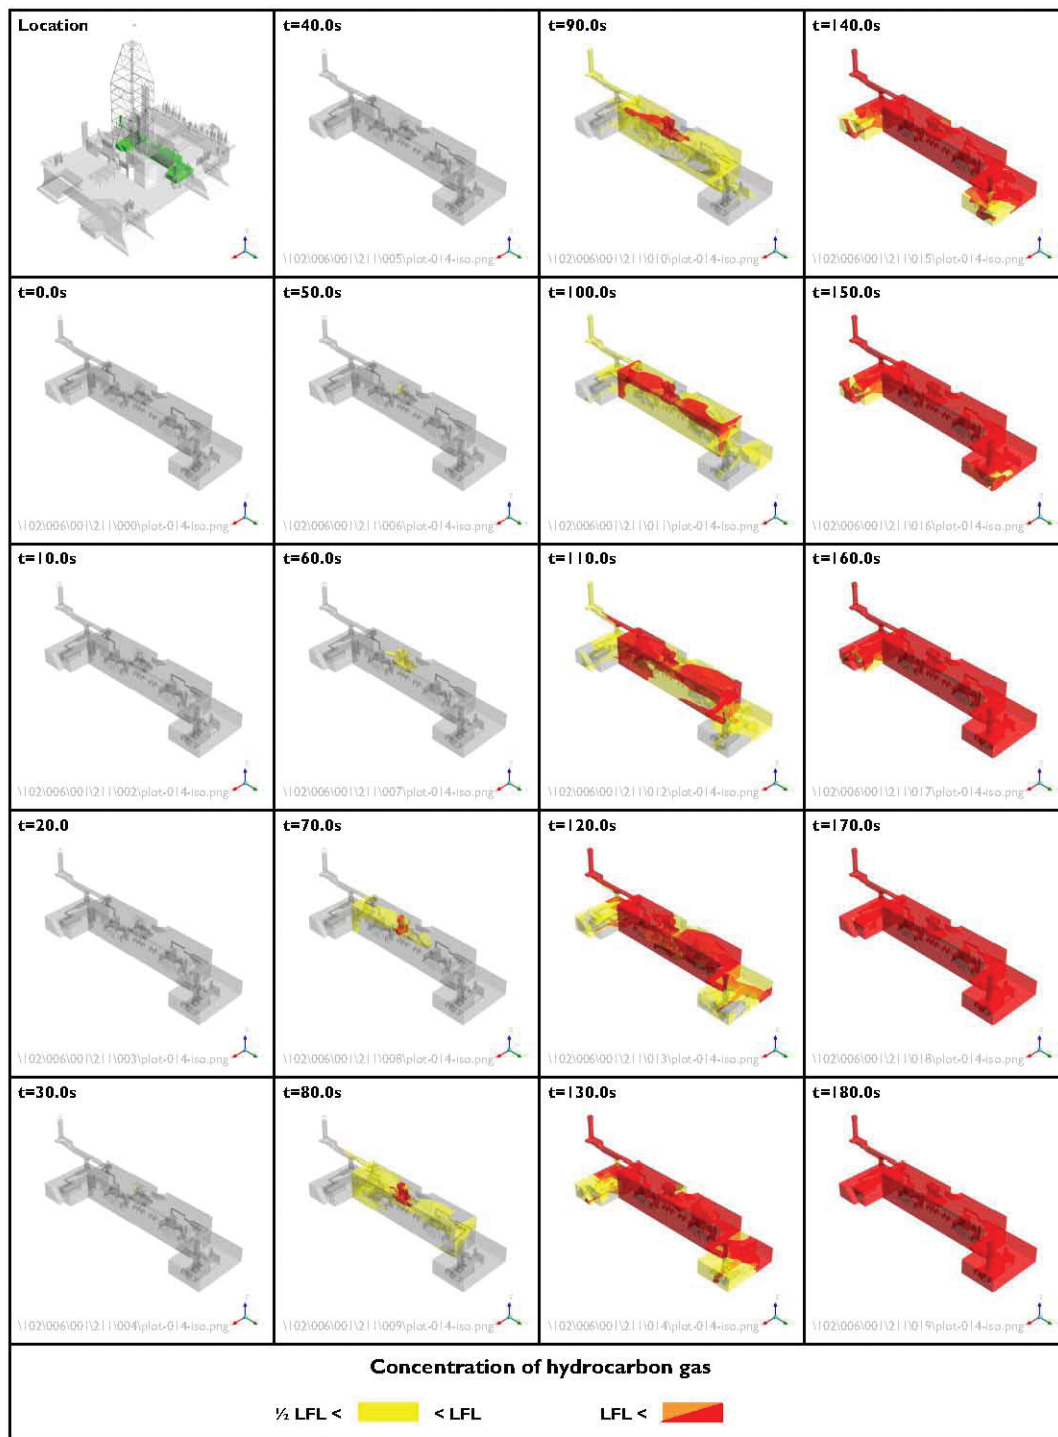 Location
t=40.0s
t=90.0s
t=140.0s
\102\006\001\211\005\plot-014-iso.png
\102\006\001\211\010\plot-014-iso.png
\102\006\001\211\015\plot-014-iso.png
t=0.0s
t=50.0s
t=100.0s
t=150.0s
\102\006\001\211\000\plot-014-iso.png
\102\006\001\211\006\plot-014-iso.png
\102\006\001\211\011\plot-014-iso.png
\102\006\001\211\016\plot-014-iso.png
t=10.0s
t=60.0s
t=110.0s
t=160.0s
\102\006\001\211\002\plot-014-iso.png
\102\006\001\211\007\plot-014-iso.png
\102\006\001\211\012\plot-014-iso.png
\102\006\001\211\017\plot-014-iso.png
t=20.0
t=70.0s
t=120.0s
t=170.0s
\102\006\001\211\003\plot-014-iso.png
\102\006\001\211\008\plot-014-iso.png
\102\006\001\211\013\plot-014-iso.png
\102\006\001\211\018\plot-014-iso.png
t=30.0s
t=80.0s
t=130.0s
t=180.0s
\102\006\001\211\004\plot-014-iso.png
\102\006\001\211\009\plot-014-iso.png
\102\006\001\211\014\plot-014-iso.png
\102\006\001\211\019\plot-014-iso.png
Concentration of hydrocarbon gas
½ LFL < < LFL LFL <